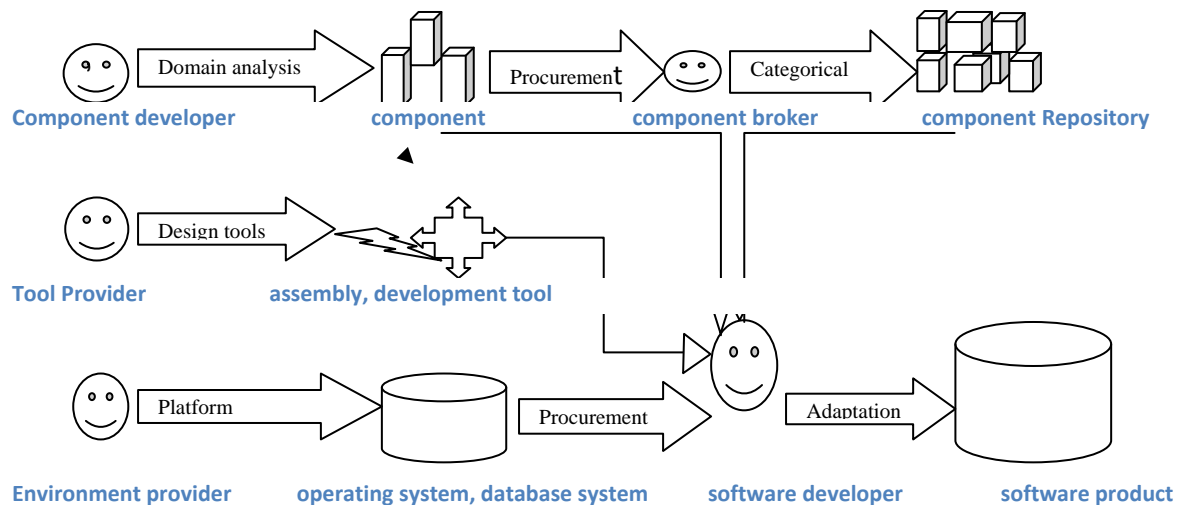 Domain analysis
Procurement
Categorical
Component developer
component
component broker
component Repository
Design tools
Tool Provider
assembly, development tool
Platform
Procurement
Adaptation
Environment provider
operating system, database system
software developer
software product